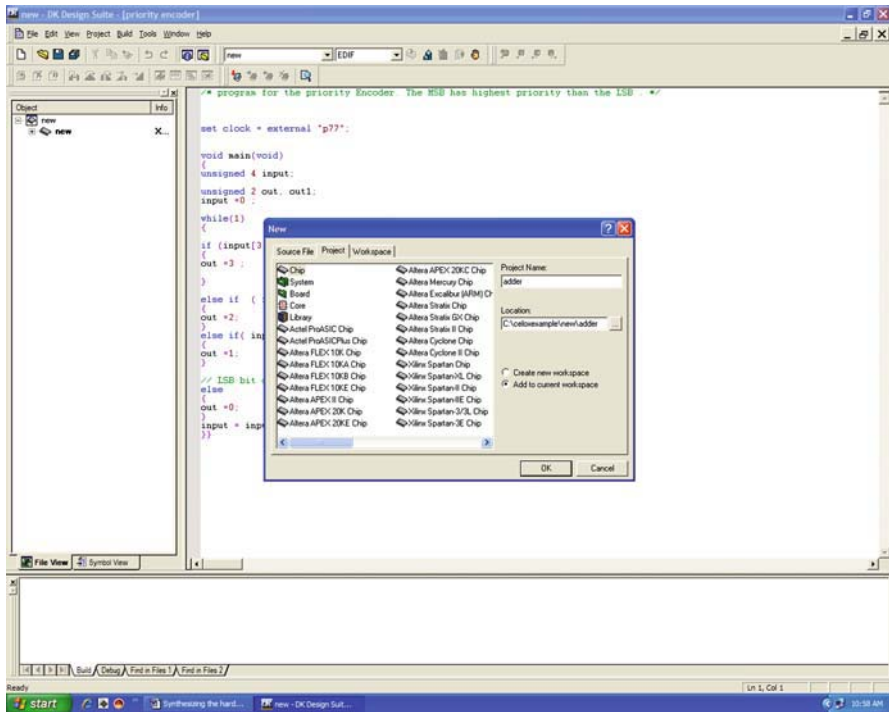 new - DK Design Suite - [priority encoder]
File Edit View Project Build Tools Window Help
new EDIF
Object Info
new
new X...
/* program for the priority Encoder. The MSB has highest priority than the LSB . */
set clock = external "p77";
void main(void)
{
unsigned 4 input;
unsigned 2 out, out1;
input =0 ;
while(1)
{
if (input[3
{
out =3 ;
}
else if (
{
out =2;
}
else if( inp
{
out =1;
}
// LSB bit
else
{
out =0;
}
input = inp
}}
New
Source File Project Workspace
Chip
System
Board
Core
Library
Actel ProASIC Chip
Actel ProASICPlus Chip
Altera FLEX 10K Chip
Altera FLEX 10KA Chip
Altera FLEX 10KB Chip
Altera FLEX 10KE Chip
Altera APEX II Chip
Altera APEX 20K Chip
Altera APEX 20KE Chip
Altera APEX 20KC Chip
Altera Mercury Chip
Altera Excalibur (ARM) Ch
Altera Stratix Chip
Altera Stratix GX Chip
Altera Stratix II Chip
Altera Cyclone Chip
Altera Cyclone II Chip
Xilinx Spartan Chip
Xilinx Spartan-XL Chip
Xilinx Spartan-II Chip
Xilinx Spartan-IIE Chip
Xilinx Spartan-3/3L Chip
Xilinx Spartan-3E Chip
Project Name:
adder
Location:
C:\celoxexample\new\adder ...
Create new workspace
Add to current workspace
OK Cancel
File View Symbol View
Build Debug Find in Files 1 Find in Files 2
Ready Ln 1, Col 1
start Synthesizing the hard... new - DK Design Suit... 10:58 AM